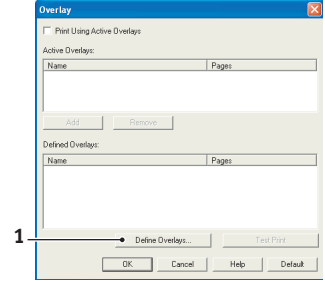 Overlay
Print Using Active Overlays
Active Overlays:
Name Pages
Add Remove
Defined Overlays:
Name Pages
1 Define Overlays... Test Print
OK Cancel Help Default